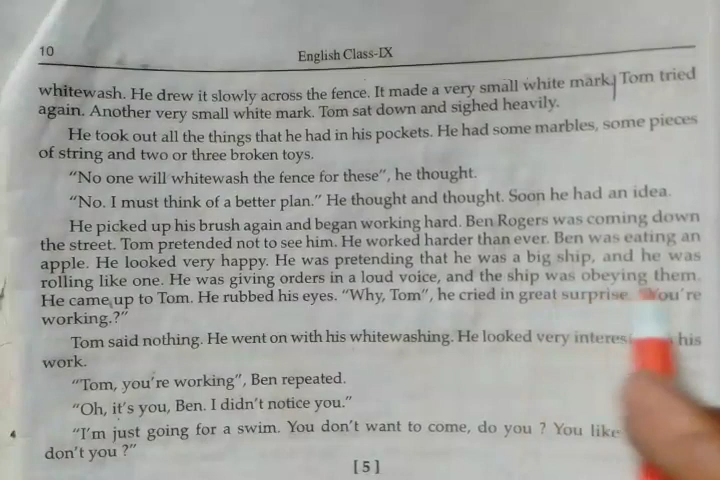 10
English Class-IX
whitewash. He drew it slowly across the fence. It made a very small white mark. Tom tried
again. Another very small white mark. Tom sat down and sighed heavily.
He took out all the things that he had in his pockets. He had some marbles, some pieces
of string and two or three broken toys.
“No one will whitewash the fence for these”, he thought.
“No. I must think of a better plan.” He thought and thought. Soon he had an idea.
He picked up his brush again and began working hard. Ben Rogers was coming down
the street. Tom pretended not to see him. He worked harder than ever. Ben was eating an
apple. He looked very happy. He was pretending that he was a big ship, and he was
rolling like one. He was giving orders in a loud voice, and the ship was obeying them.
He came up to Tom. He rubbed his eyes. “Why, Tom”, he cried in great surprise. “You're
working.?”
Tom said nothing. He went on with his whitewashing. He looked very his
work.
“Tom, you're working”, Ben repeated.
“Oh, it's you, Ben. I didn't notice you.”
“I'm just going for a swim. You don't want to come, do you ? You like
don't you ?”
[ 5 ]